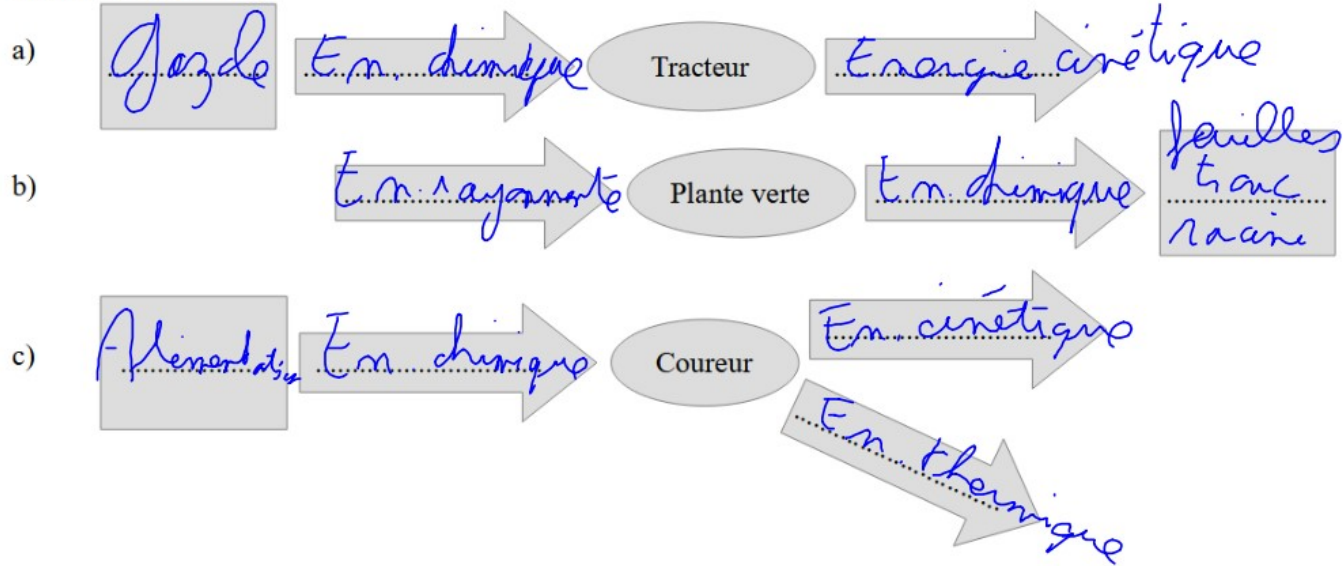 a) Gazole En. chimique Tracteur Energie cinétique
b) En. rayonnante Plante verte En. chimique feuilles
tronc
racine
c) Alimentation En. chimique Coureur En. cinétique
En. thermique